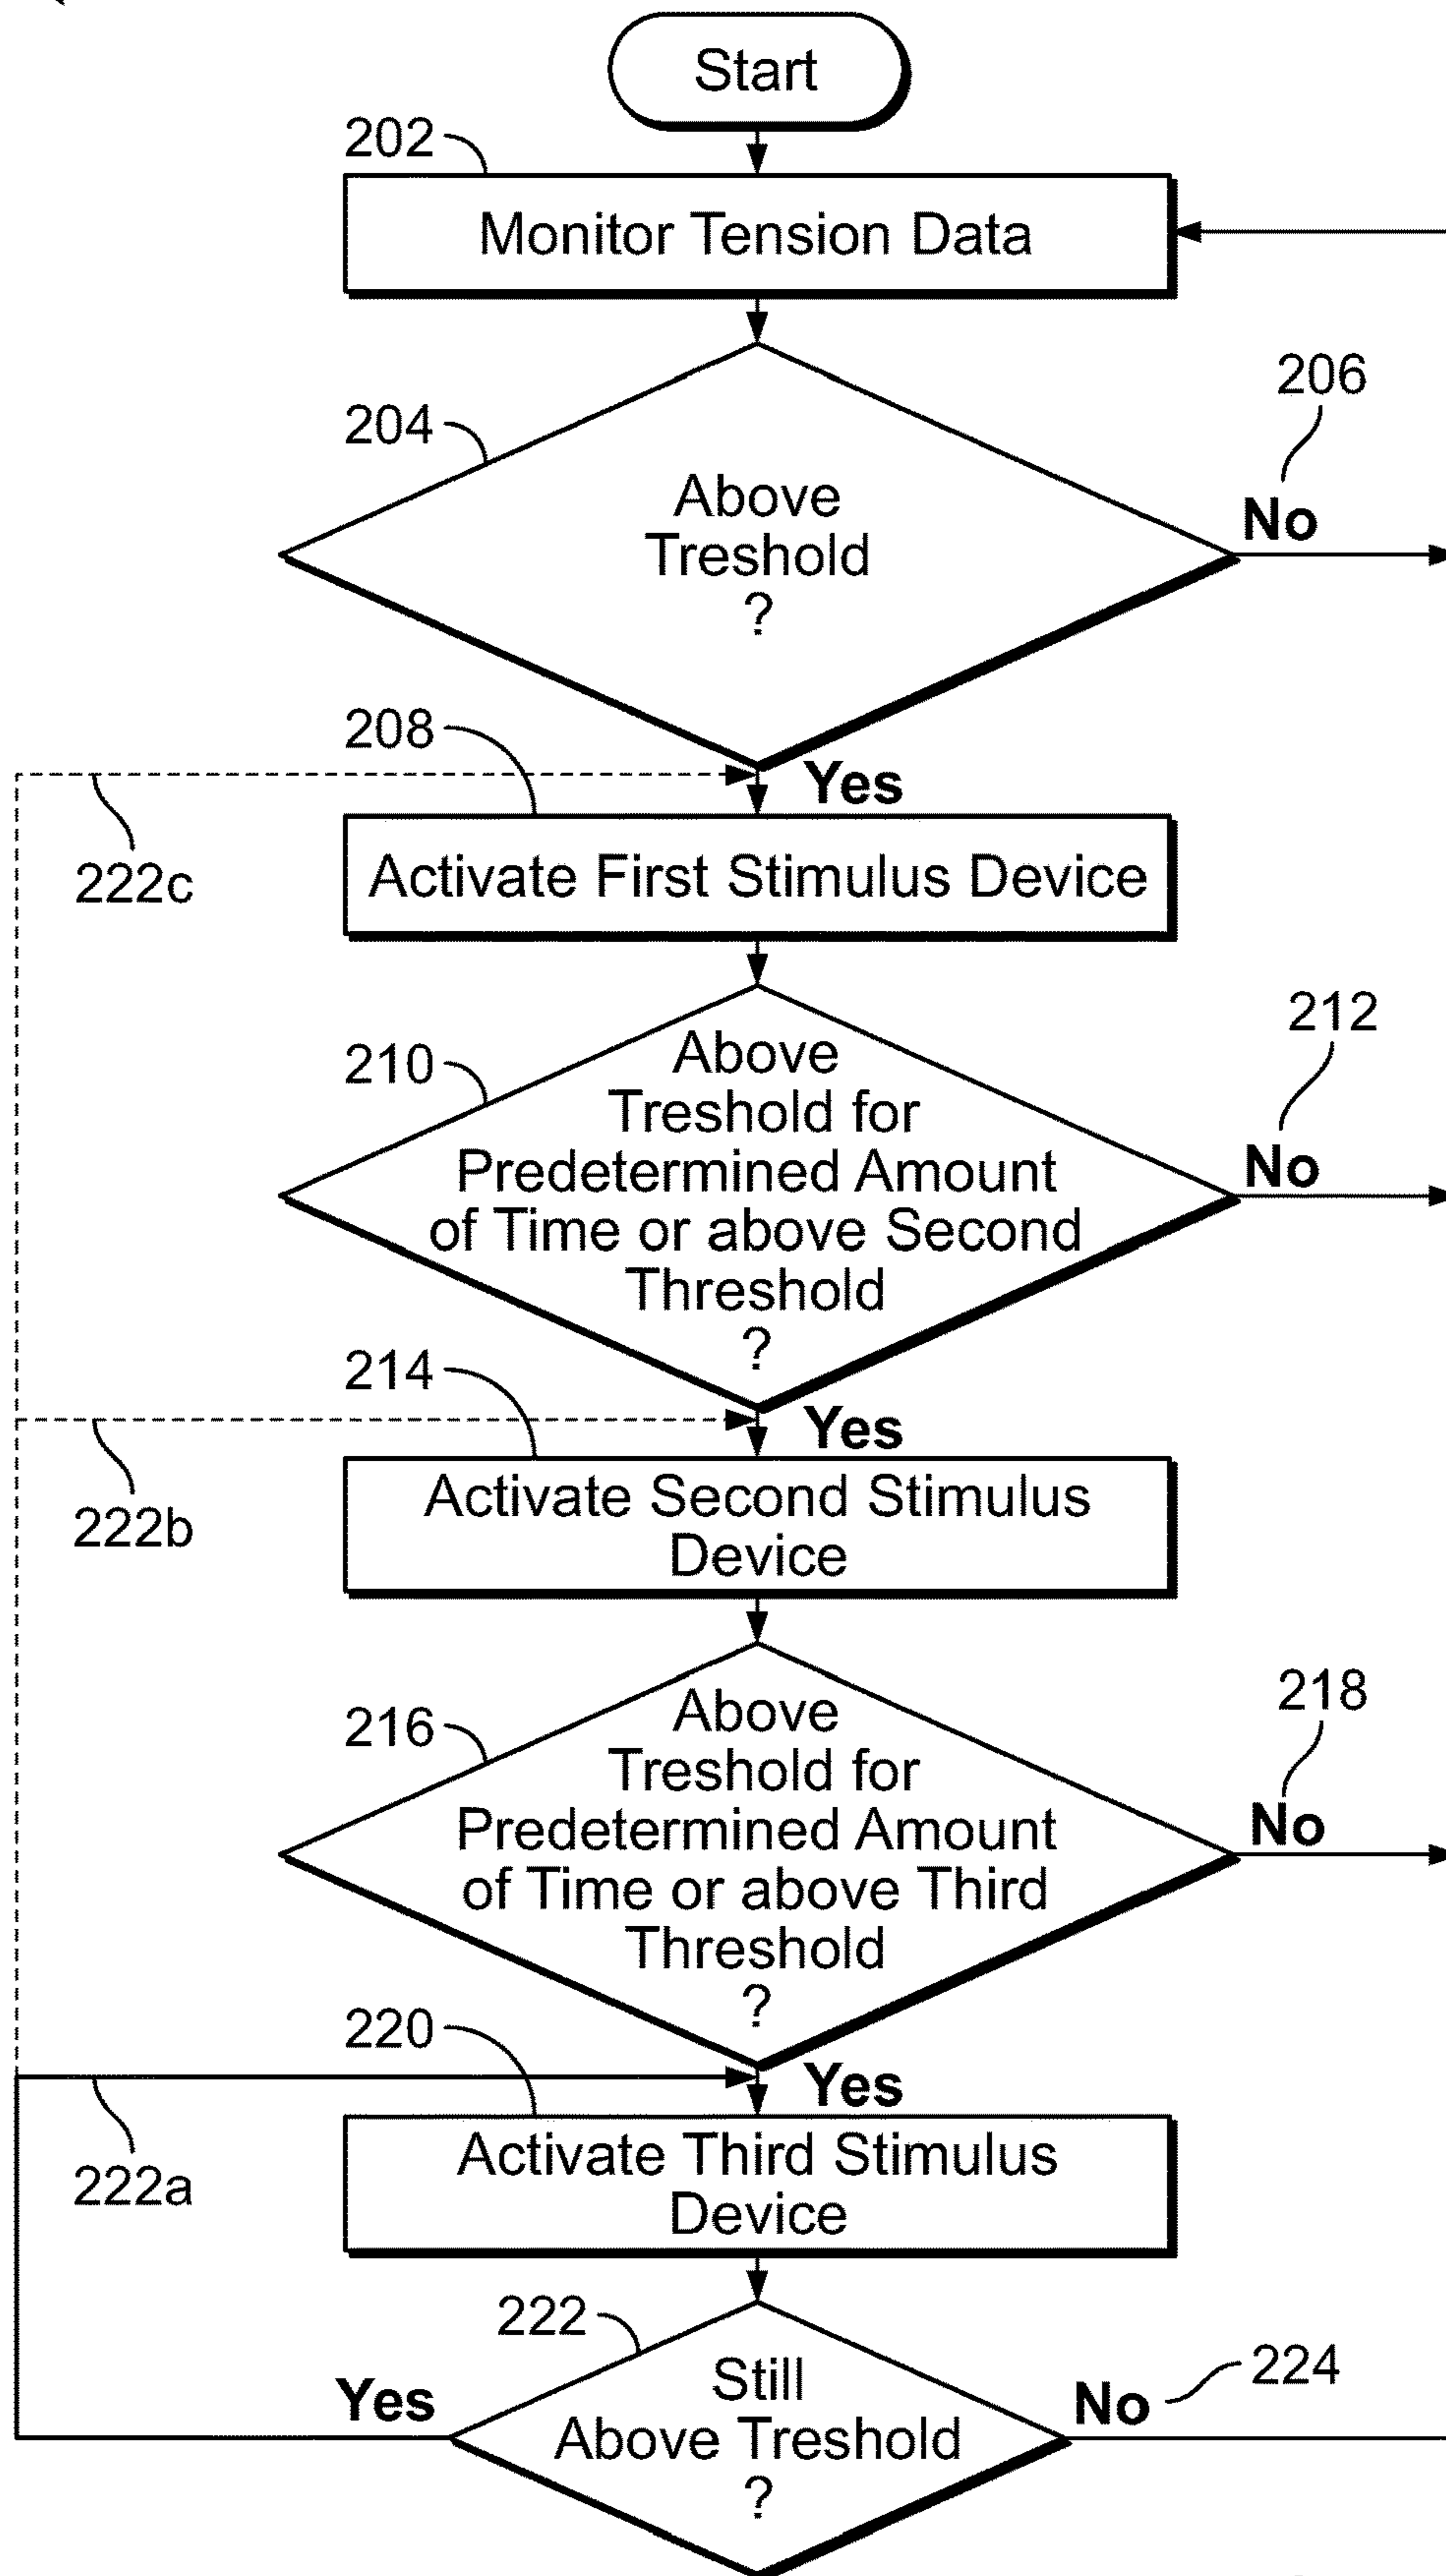 Start
202
Monitor Tension Data
204
206
Above
Treshold
?
No
208
Yes
222c
Activate First Stimulus Device
210
212
Above
Treshold for
Predetermined Amount
of Time or above Second
Threshold
?
No
214
Yes
222b
Activate Second Stimulus
Device
216
218
Above
Treshold for
Predetermined Amount
of Time or above Third
Threshold
?
No
220
Yes
222a
Activate Third Stimulus
Device
222
224
Yes
Still
Above Treshold
?
No